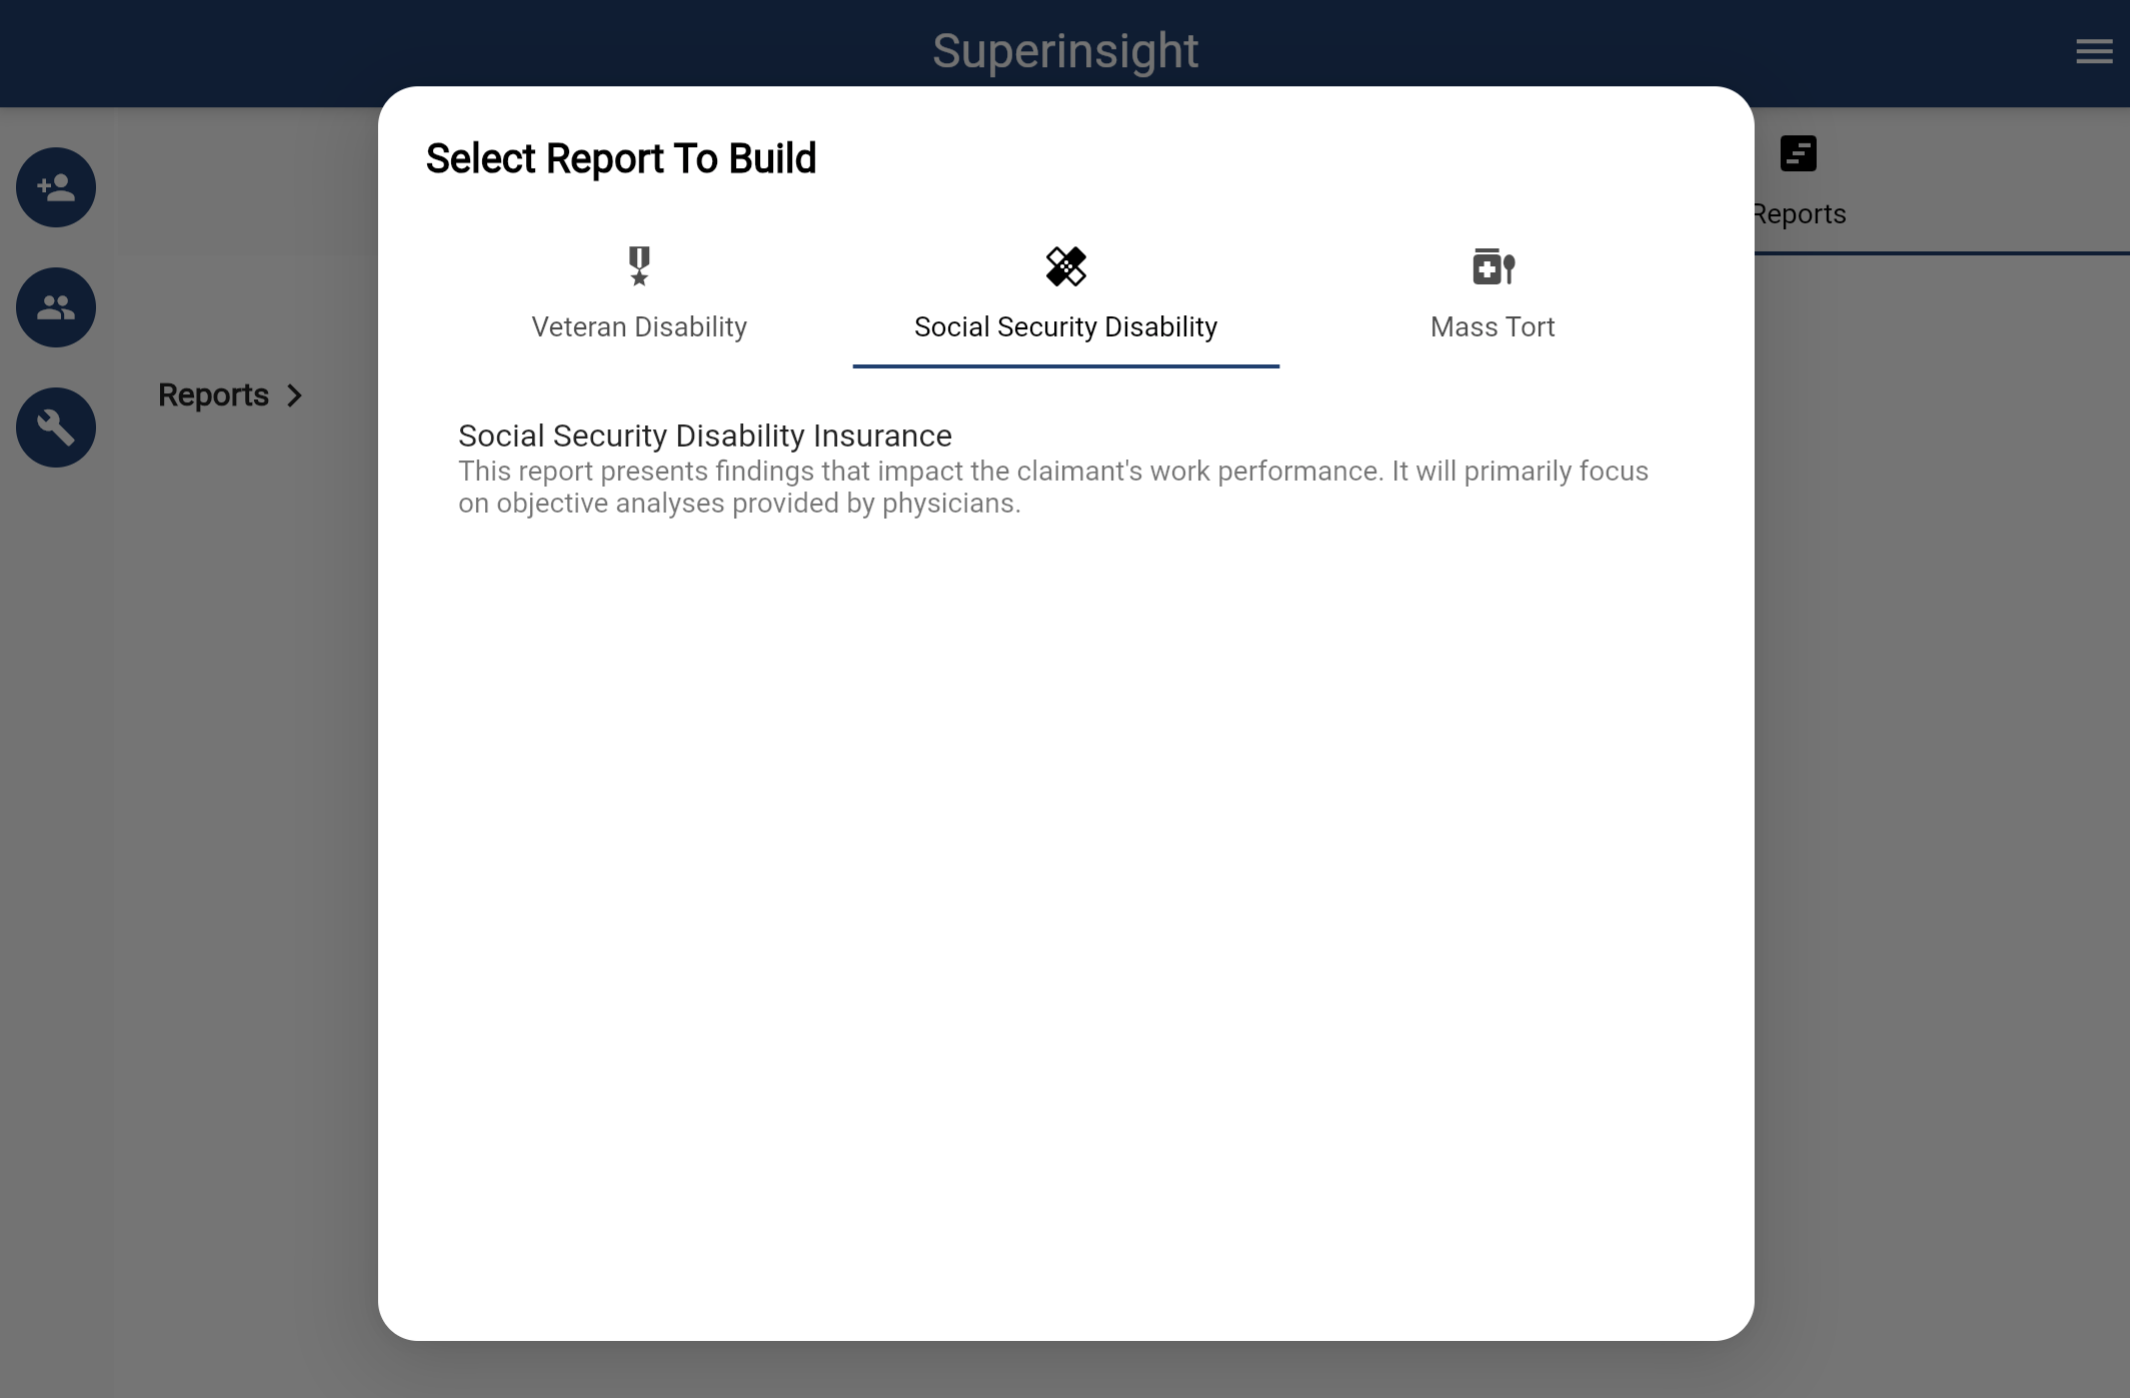 Superinsight
Select Report To Build
Reports
Veteran Disability
Social Security Disability
Mass Tort
Reports
Social Security Disability Insurance
This report presents findings that impact the claimant's work performance. It will primarily focus
on objective analyses provided by physicians.